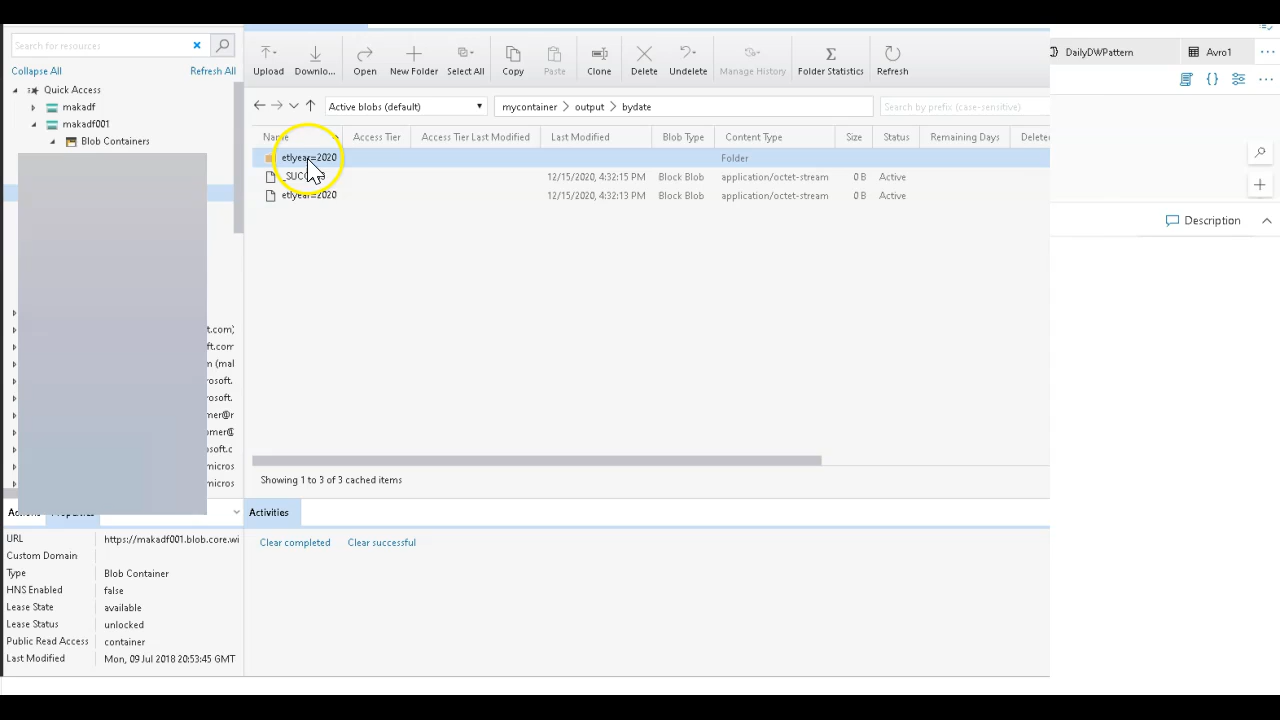 DailyDWPattern Avro1 ...
Search for resources
Upload Downlo... Open New Folder Select All Copy Paste Clone Delete Undelete Manage History Folder Statistics Refresh
Collapse All Refresh All
Quick Access
makadf
makadf001
Blob Containers
Active blobs (default) mycontainer output bydate Search by prefix (case-sensitive)
Name Access Tier Access Tier Last Modified Last Modified Blob Type Content Type Size Status Remaining Days Deleted
etlyear=2020 Folder
12/15/2020, 4:32:15 PM Block Blob application/octet-stream 0 B Active
etlyear=2020 12/15/2020, 4:32:13 PM Block Blob application/octet-stream 0 B Active
Description
ft.com)
ft.com
m (mal
rosoft.
rosoft.
mer@r
omer@
osoft.c
micros
micros
Showing 1 to 3 of 3 cached items
Activities
Clear completed Clear successful
URL https://makadf001.blob.core.wi
Custom Domain
Type Blob Container
HNS Enabled false
Lease State available
Lease Status unlocked
Public Read Access container
Last Modified Mon, 09 Jul 2018 20:53:45 GMT